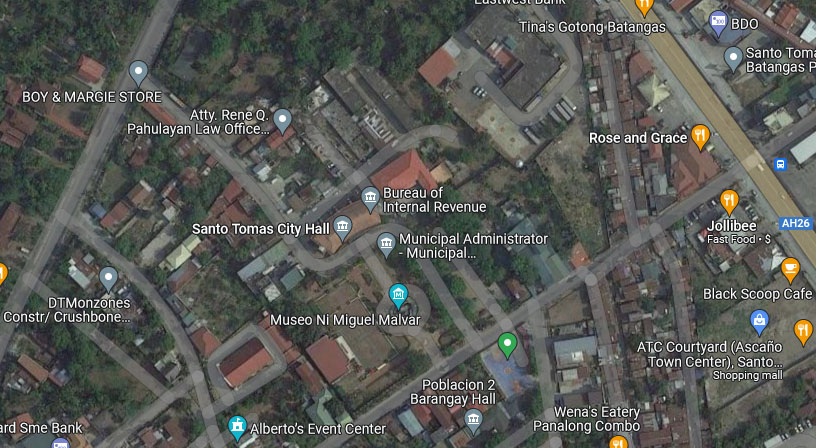 Eastwest Bank
Tina's Gotong Batangas
BDO
Santo Toma
Batangas P
BOY & MARGIE STORE
Atty. Rene Q.
Pahulayan Law Office...
Rose and Grace
Bureau of
Internal Revenue
Santo Tomas City Hall
Municipal Administrator
- Municipal...
Jollibee
Fast Food • $
AH26
DTMonzones
Constr/ Crushbone...
Black Scoop Cafe
Museo Ni Miguel Malvar
ATC Courtyard (Ascaño
Town Center), Santo...
Shopping mall
Poblacion 2
Barangay Hall
Wena's Eatery
Panalong Combo
ard Sme Bank
Alberto's Event Center